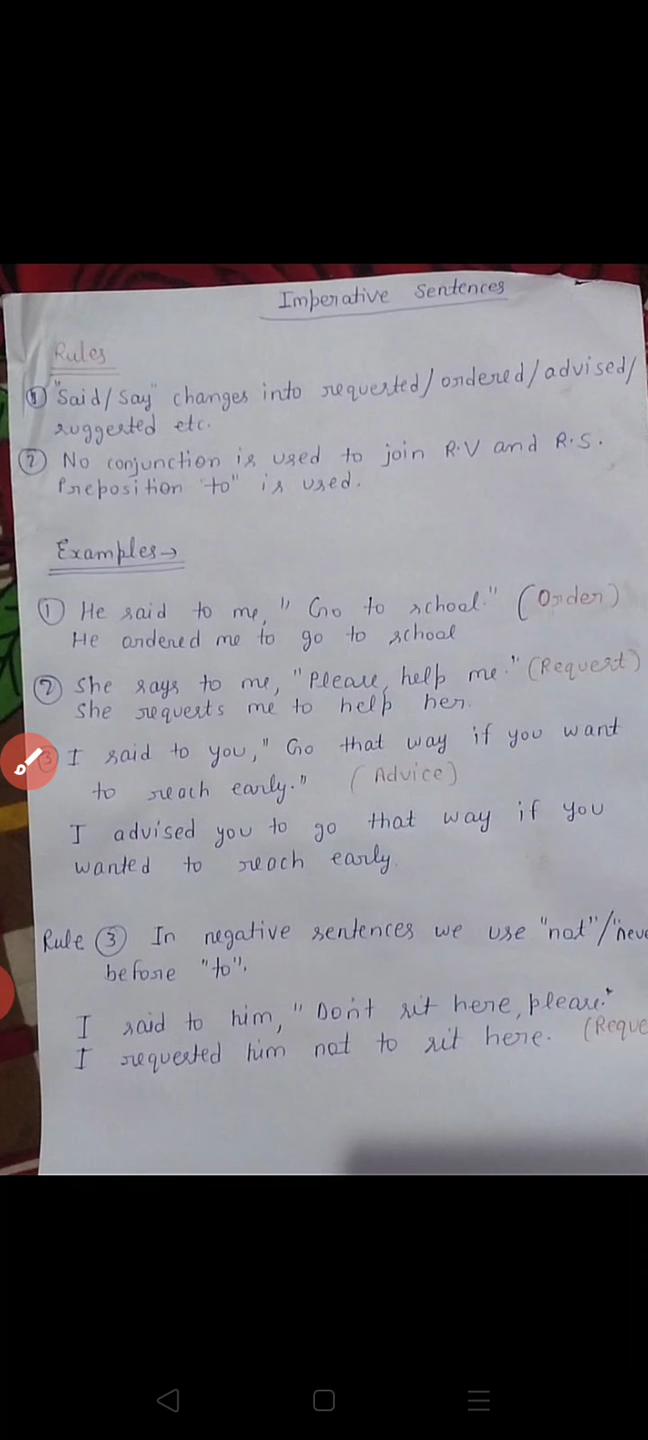 Imperative Sentences
Rules
① "Said/Say" changes into requested/ordered/advised/
suggested etc.
② No conjunction is used to join R.V and R.S.
Preposition "to" is used.
Examples→
① He said to me, "Go to school." (Order)
He ordered me to go to school
② She says to me, "Please, help me." (Request)
She requests me to help her.
③ I said to you, "Go that way if you want
to reach early." (Advice)
I advised you to go that way if you
wanted to reach early.
Rule ③ In negative sentences we use "not"/"neve
before "to".
I said to him, "Don't sit here, please."
I requested him not to sit here. (Reque